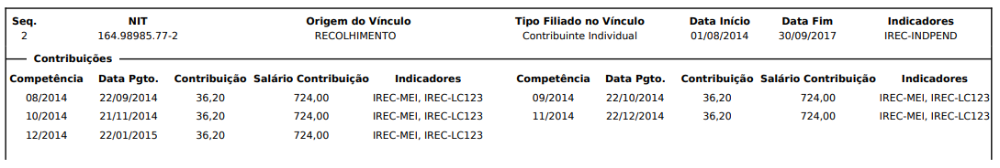 Seq. NIT Origem do Vínculo Tipo Filiado no Vínculo Data Início Data Fim Indicadores
2 164.98985.77-2 RECOLHIMENTO Contribuinte Individual 01/08/2014 30/09/2017 IREC-INDPEND
Contribuições
Competência Data Pgto. Contribuição Salário Contribuição Indicadores Competência Data Pgto. Contribuição Salário Contribuição Indicadores
08/2014 22/09/2014 36,20 724,00 IREC-MEI, IREC-LC123 09/2014 22/10/2014 36,20 724,00 IREC-MEI, IREC-LC123
10/2014 21/11/2014 36,20 724,00 IREC-MEI, IREC-LC123 11/2014 22/12/2014 36,20 724,00 IREC-MEI, IREC-LC123
12/2014 22/01/2015 36,20 724,00 IREC-MEI, IREC-LC123